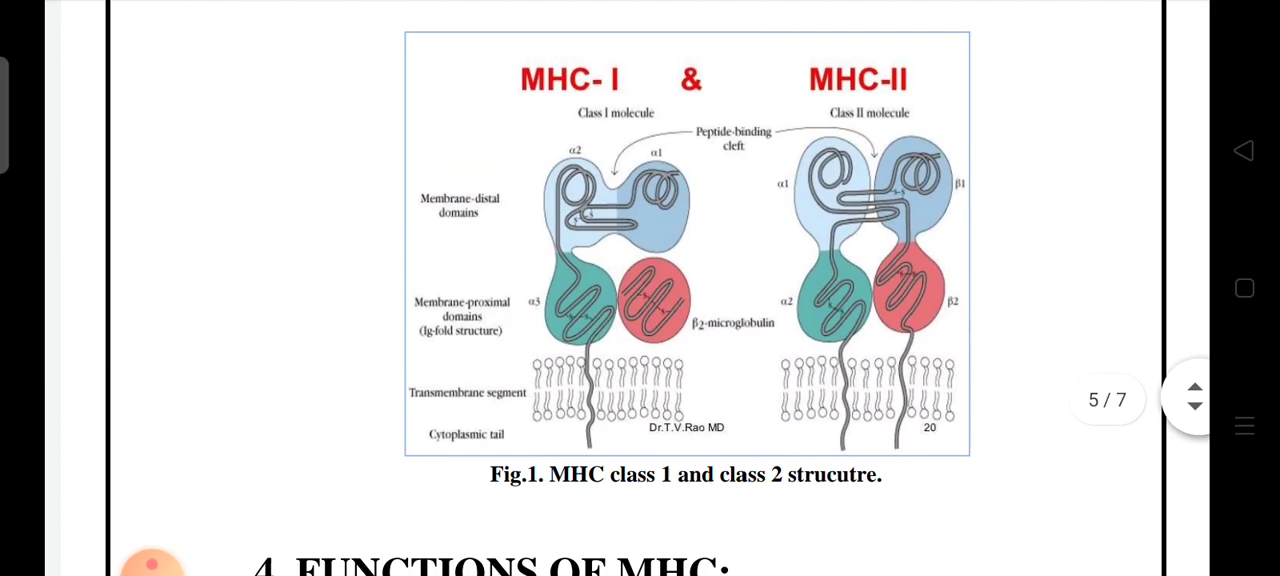 MHC- I & MHC-II
Class I molecule
Class II molecule
Peptide-binding
cleft
α2
α1
α1
β1
Membrane-distal
domains
Membrane-proximal
domains
(Ig-fold structure)
α3
β2-microglobulin
α2
β2
Transmembrane segment
Cytoplasmic tail
Dr.T.V.Rao MD
20
s-s
s-s
s-s
s-s
s-s
s-s
Fig.1. MHC class 1 and class 2 strucutre.
5 / 7
4. FUNCTIONS OF MHC: